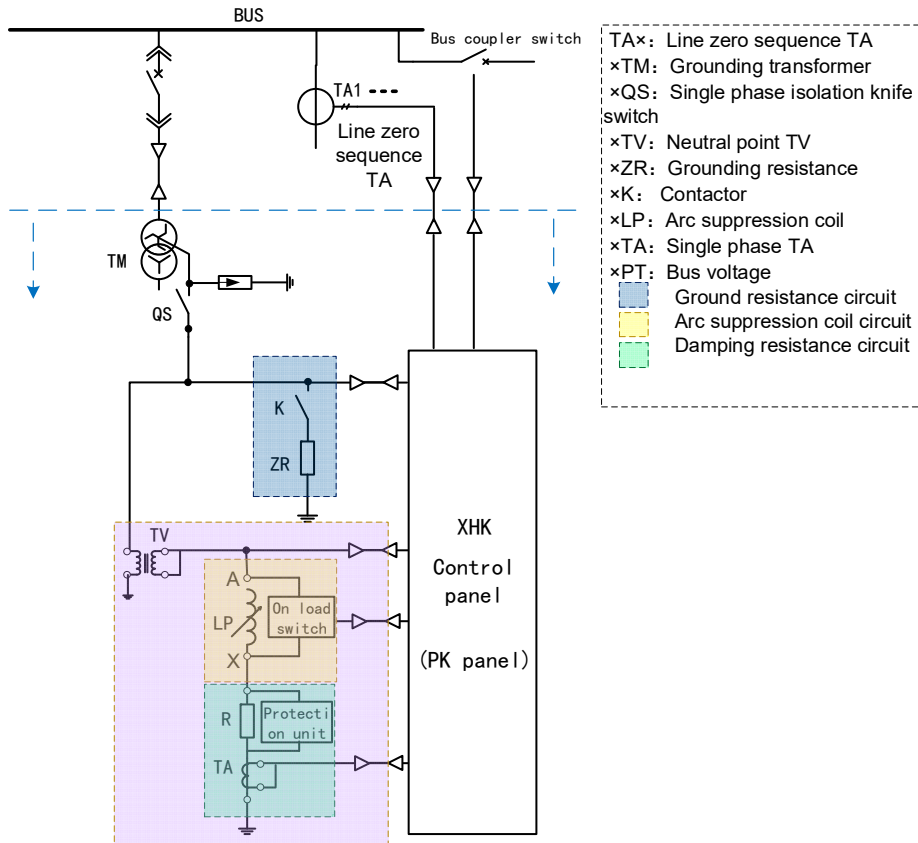 BUS
Bus coupler switch
TA1 ---
Line zero
sequence
TA
TM
QS
K
ZR
TV
A
LP
On load
switch
X
R
Protecti
on unit
TA
XHK
Control
panel
(PK panel)
TA×: Line zero sequence TA
×TM: Grounding transformer
×QS: Single phase isolation knife
switch
×TV: Neutral point TV
×ZR: Grounding resistance
×K: Contactor
×LP: Arc suppression coil
×TA: Single phase TA
×PT: Bus voltage
Ground resistance circuit
Arc suppression coil circuit
Damping resistance circuit